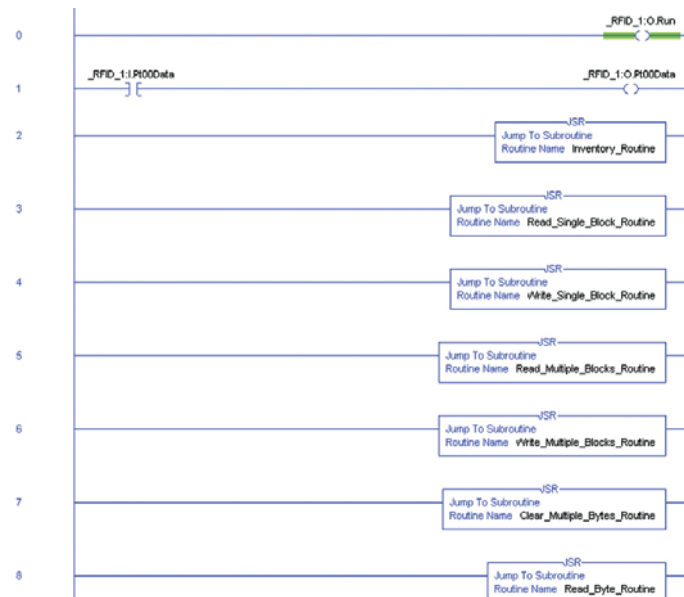 _RFID_1:O.Run
0
_RFID_1:I.Pt00Data _RFID_1:O.Pt00Data
1
JSR
2 Jump To Subroutine
Routine Name Inventory_Routine
JSR
3 Jump To Subroutine
Routine Name Read_Single_Block_Routine
JSR
4 Jump To Subroutine
Routine Name Write_Single_Block_Routine
JSR
5 Jump To Subroutine
Routine Name Read_Multiple_Blocks_Routine
JSR
6 Jump To Subroutine
Routine Name Write_Multiple_Blocks_Routine
JSR
7 Jump To Subroutine
Routine Name Clear_Multiple_Bytes_Routine
JSR
8 Jump To Subroutine
Routine Name Read_Byte_Routine